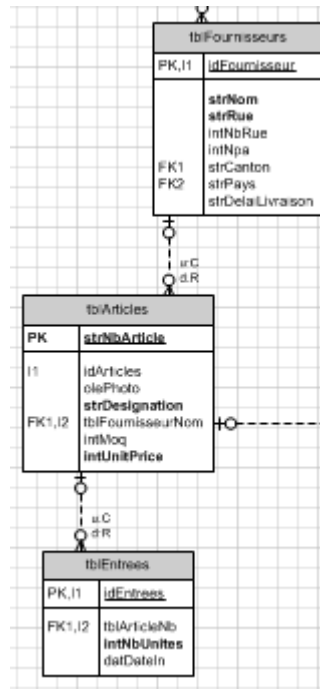 tblFournisseurs
PK,I1 idFournisseur
strNom
strRue
intNbRue
intNpa
FK1 strCanton
FK2 strPays
strDelaiLivraison
u:C
d:R
tblArticles
PK strNbArticle
I1 idArticles
olePhoto
strDesignation
FK1,I2 tblFournisseurNom
intMoq
intUnitPrice
u:C
d:R
tblEntrees
PK,I1 idEntrees
FK1,I2 tblArticleNb
intNbUnites
datDateIn